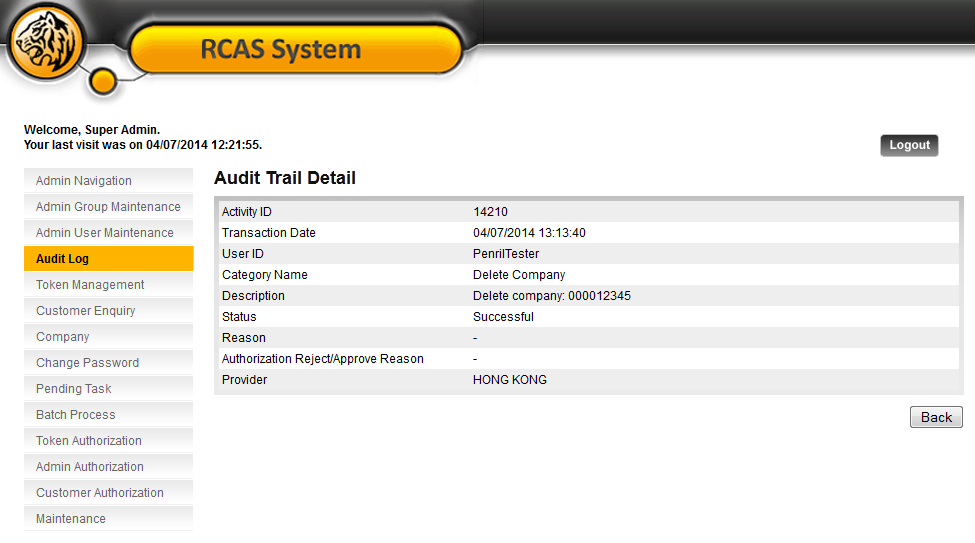 RCAS System
Welcome, Super Admin.
Your last visit was on 04/07/2014 12:21:55.
Logout
Admin Navigation
Admin Group Maintenance
Admin User Maintenance
Audit Log
Token Management
Customer Enquiry
Company
Change Password
Pending Task
Batch Process
Token Authorization
Admin Authorization
Customer Authorization
Maintenance
Audit Trail Detail
Activity ID 14210
Transaction Date 04/07/2014 13:13:40
User ID PenrilTester
Category Name Delete Company
Description Delete company: 000012345
Status Successful
Reason -
Authorization Reject/Approve Reason -
Provider HONG KONG
Back